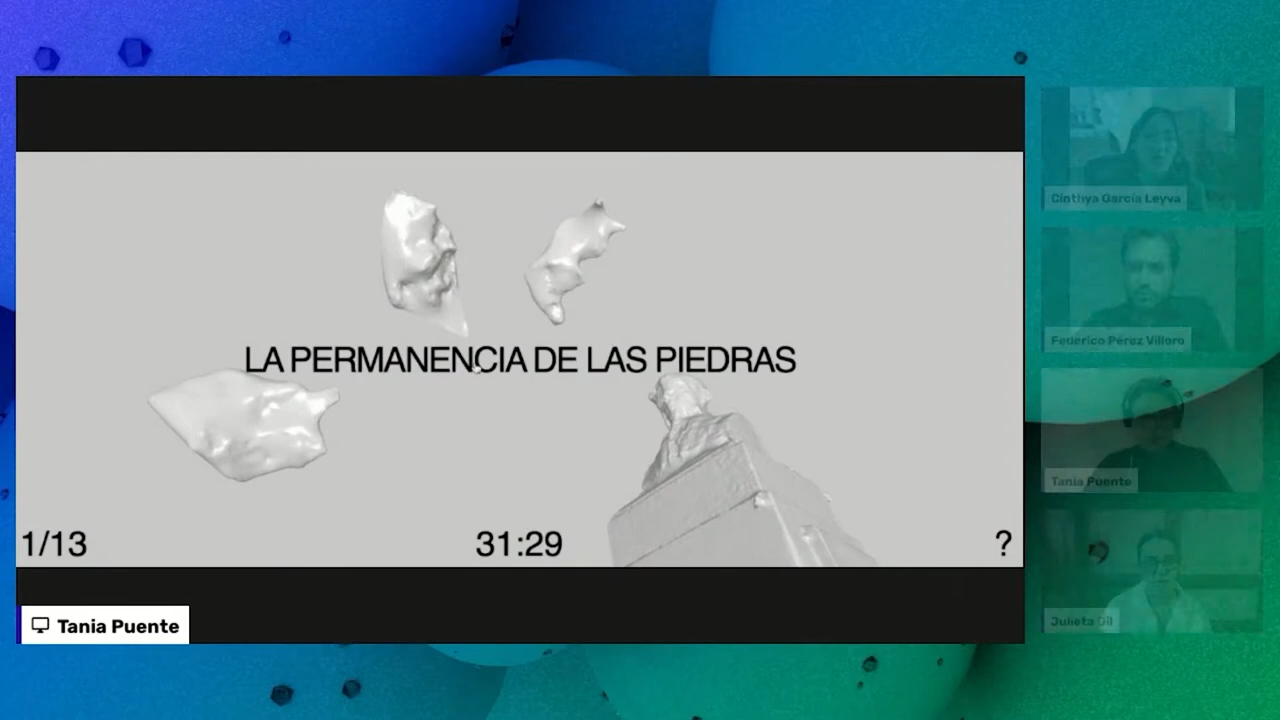 LA PERMANENCIA DE LAS PIEDRAS
1/13
31:29
?
Tania Puente
Cinthya García Leyva
Federico Pérez Villoro
Tania Puente
Julieta Gil